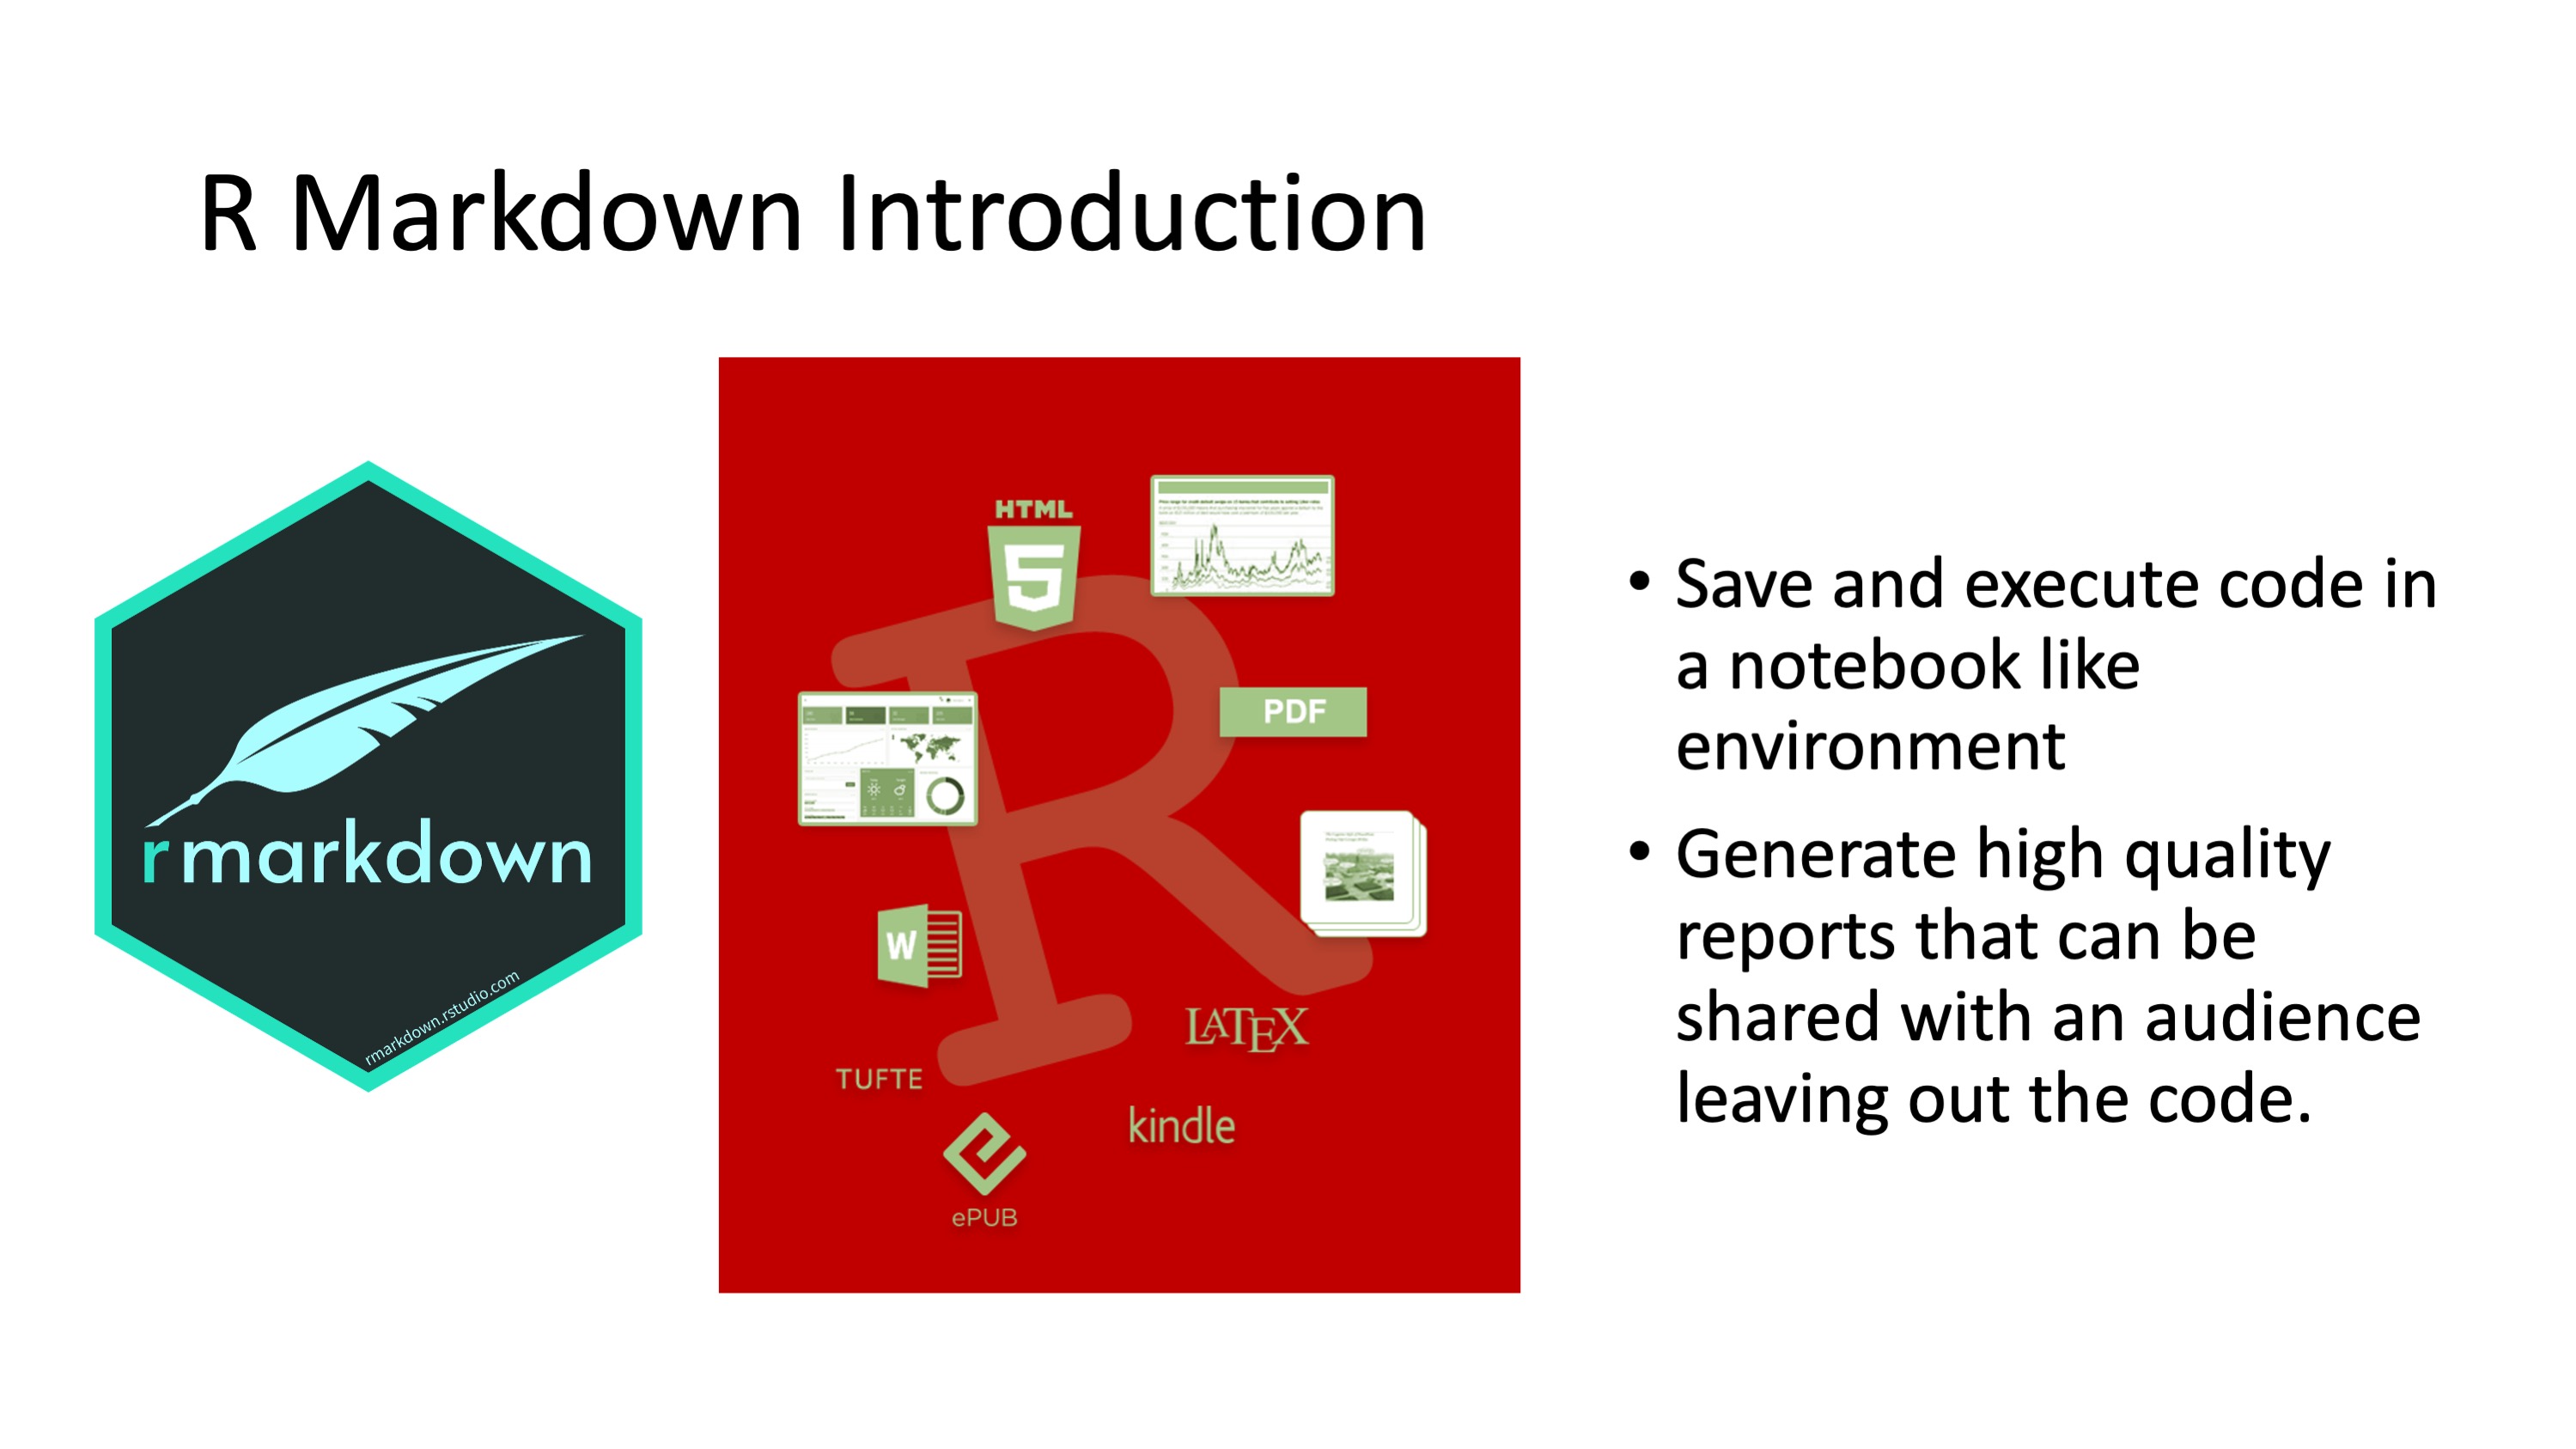 R Markdown Introduction
rmarkdown
rmarkdown.rstudio.com
HTML
5
PDF
W
LATEX
TUFTE
kindle
ePUB
• Save and execute code in
a notebook like
environment
• Generate high quality
reports that can be
shared with an audience
leaving out the code.